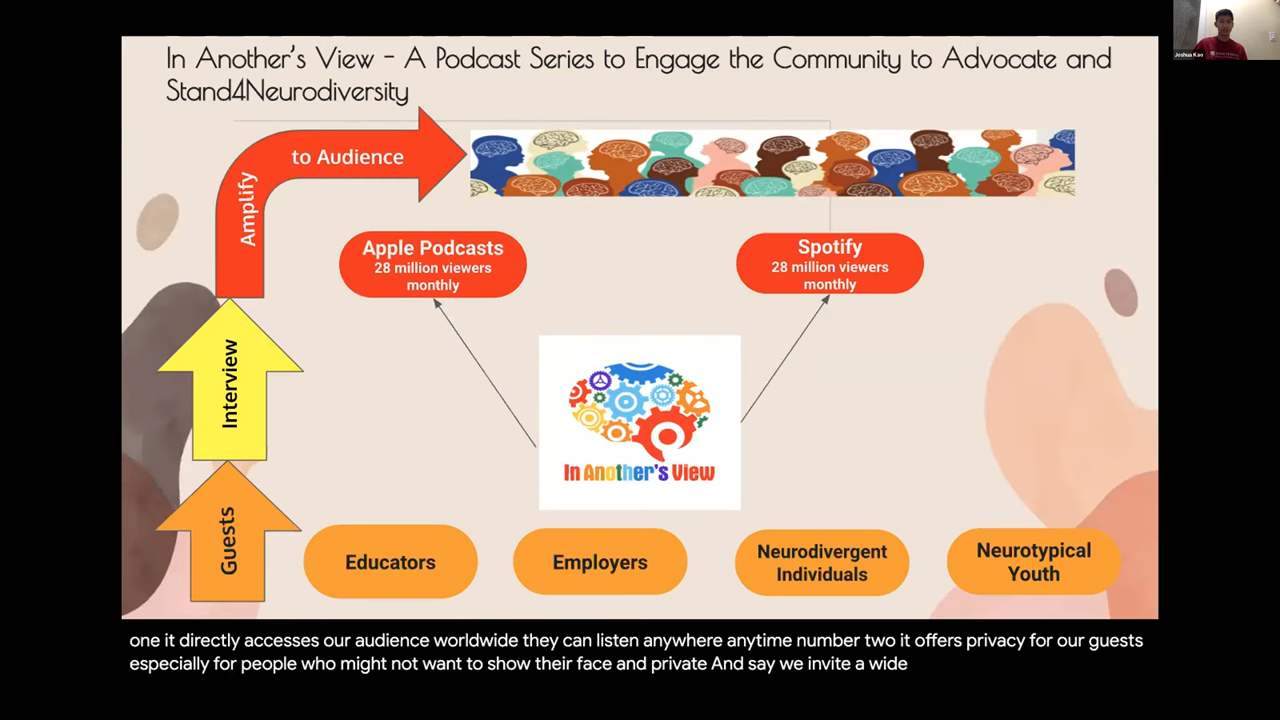 Joshua Kao
In Another's View - A Podcast Series to Engage the Community to Advocate and
Stand4Neurodiversity
to Audience
Amplify
Apple Podcasts
28 million viewers
monthly
Spotify
28 million viewers
monthly
Interview
In Another's View
Guests
Educators
Employers
Neurodivergent
Individuals
Neurotypical
Youth
one it directly accesses our audience worldwide they can listen anywhere anytime number two it offers privacy for our guests
especially for people who might not want to show their face and private And say we invite a wide